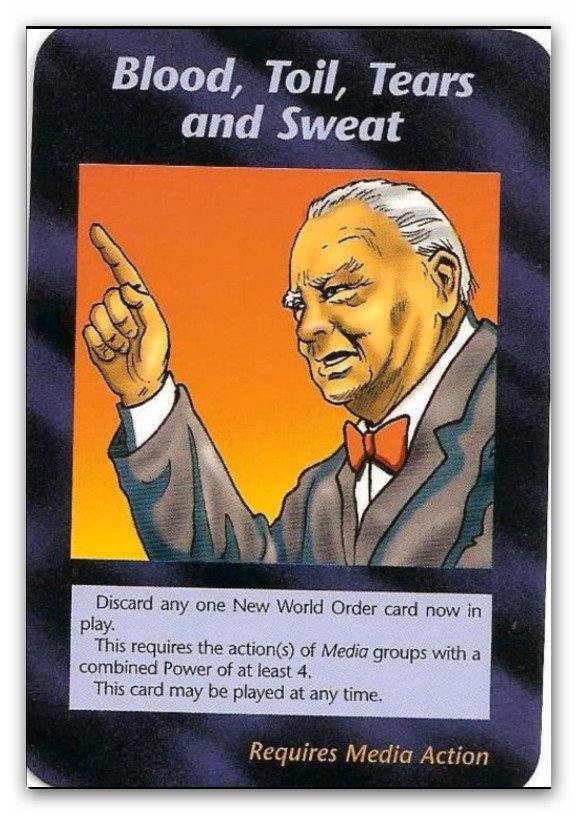 Blood, Toil, Tears
and Sweat
Discard any one New World Order card now in
play.
This requires the action(s) of Media groups with a
combined Power of at least 4.
This card may be played at any time.
Requires Media Action